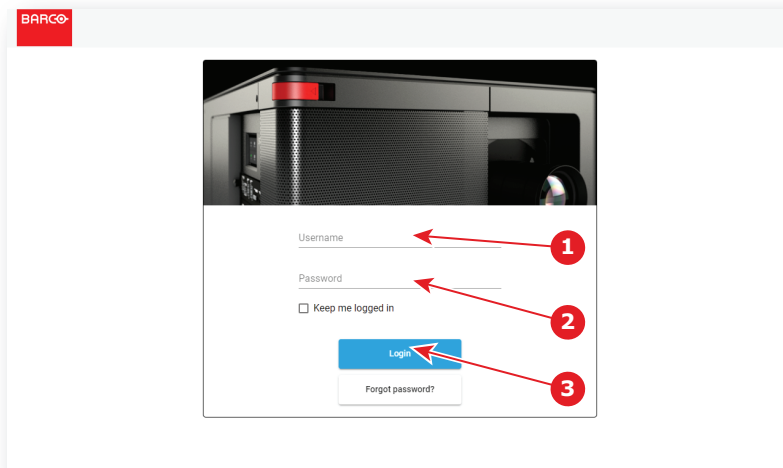 BARCO
Username
1
Password
2
Keep me logged in
Login
3
Forgot password?